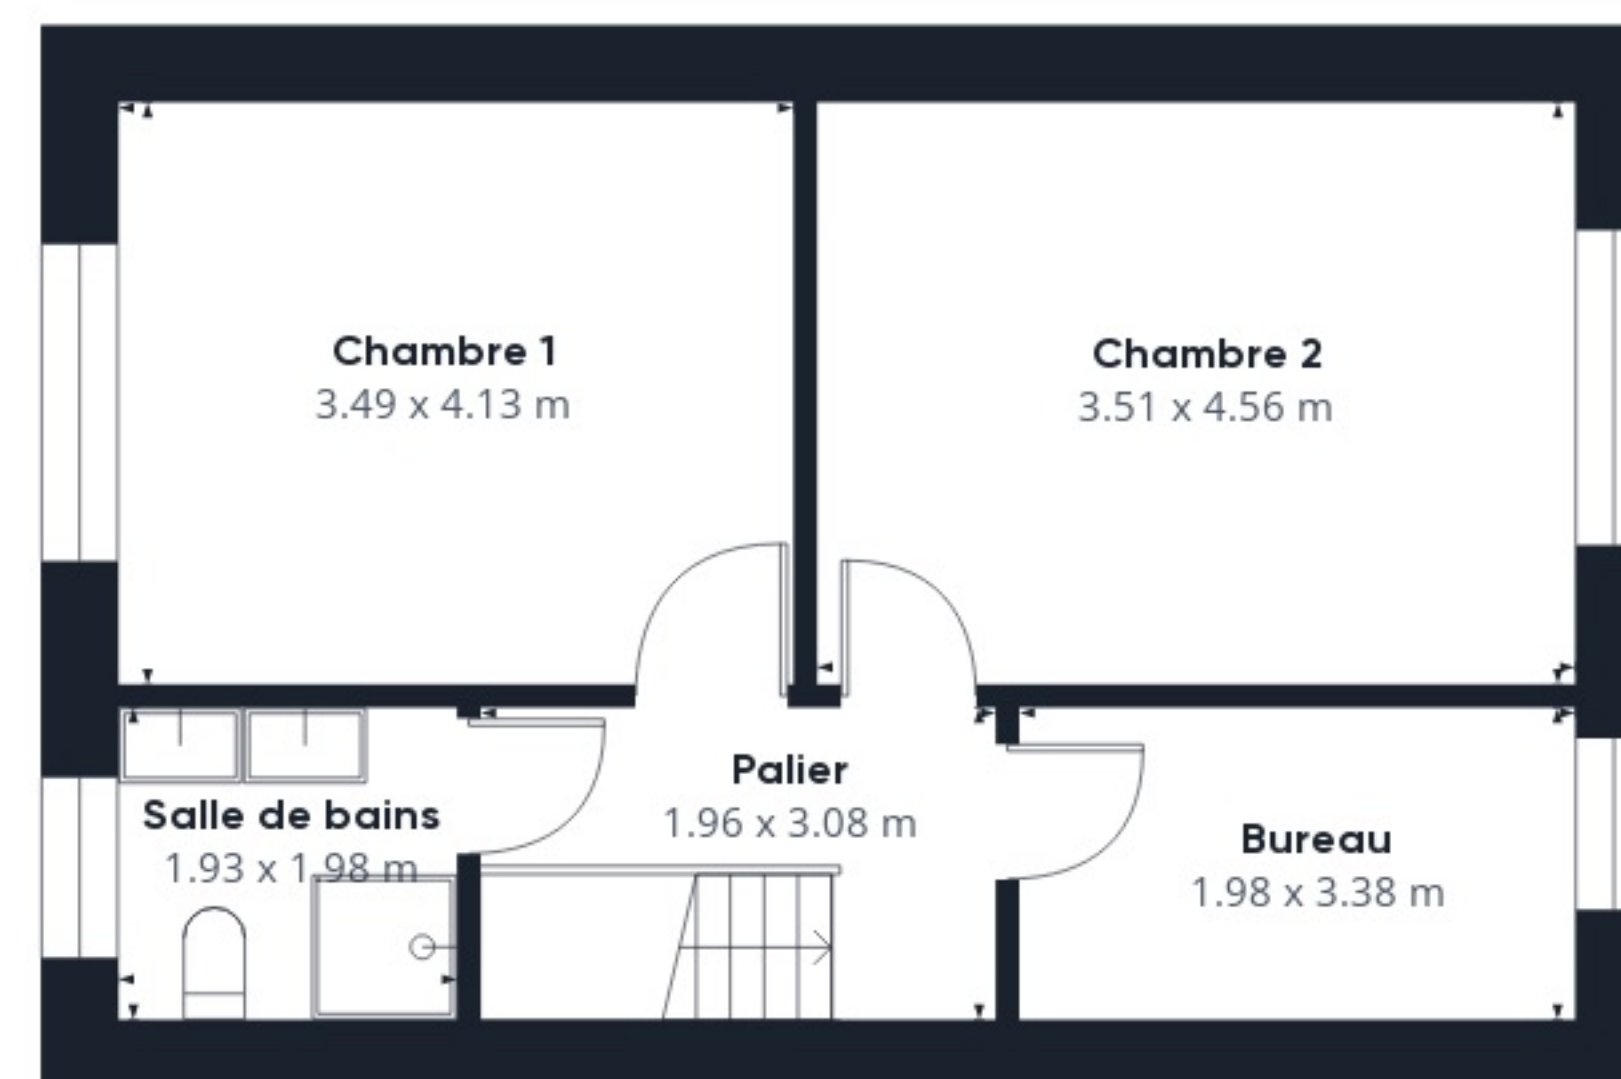 Chambre 1
3.49 x 4.13 m
Chambre 2
3.51 x 4.56 m
Palier
1.96 x 3.08 m
Salle de bains
1.93 x 1.98 m
Bureau
1.98 x 3.38 m